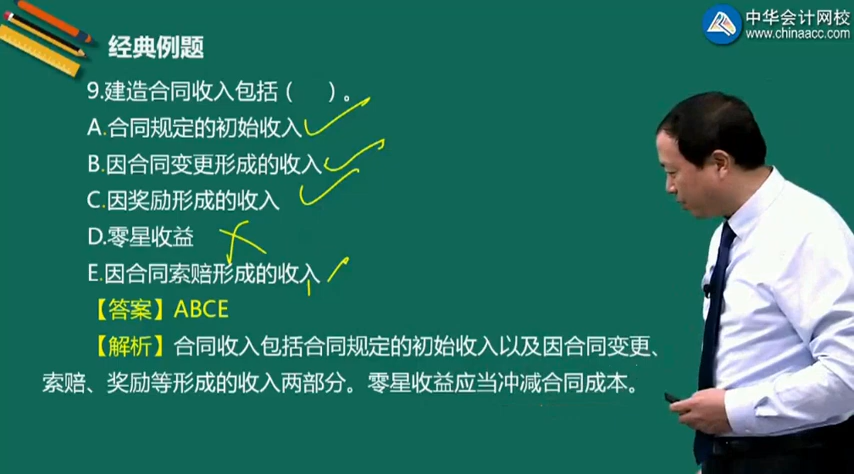 中华会计网校
www.chinaacc.com
经典例题
9.建造合同收入包括（ ）。
A.合同规定的初始收入
B.因合同变更形成的收入
C.因奖励形成的收入
D.零星收益
E.因合同索赔形成的收入
【答案】ABCE
【解析】合同收入包括合同规定的初始收入以及因合同变更、
索赔、奖励等形成的收入两部分。零星收益应当冲减合同成本。